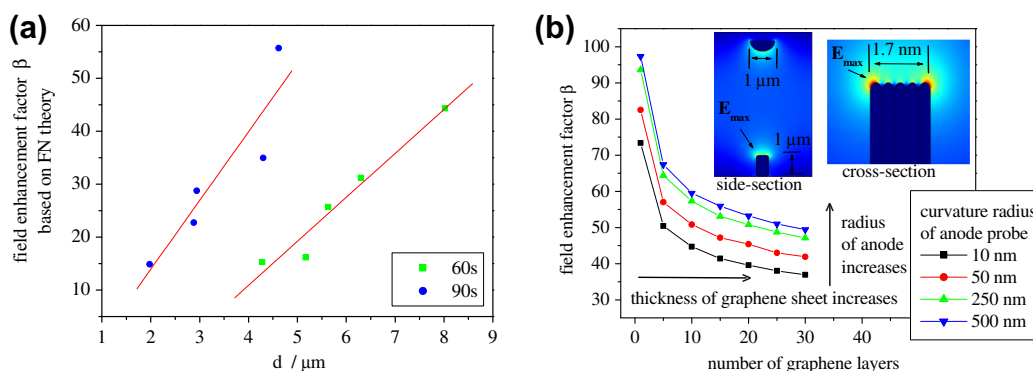 (a)
field enhancement factor β
based on FN theory
60
50
40
30
20
10
1 2 3 4 5 6 7 8 9
d / μm
60s
90s
(b)
field enhancement factor β
100
90
80
70
60
50
40
30
0 10 20 30 40 50
number of graphene layers
1 μm
E max
1 μm
side-section
1.7 nm
E max
cross-section
radius
of anode
increases
thickness of graphene sheet increases
curvature radius
of anode probe
10 nm
50 nm
250 nm
500 nm